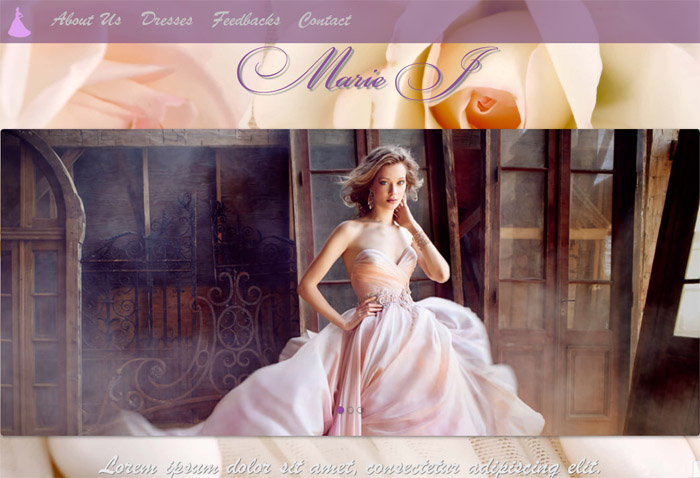 About Us Dresses Feedbacks Contact
Marie J
Lorem ipsum dolor sit amet, consectetur adipiscing elit.